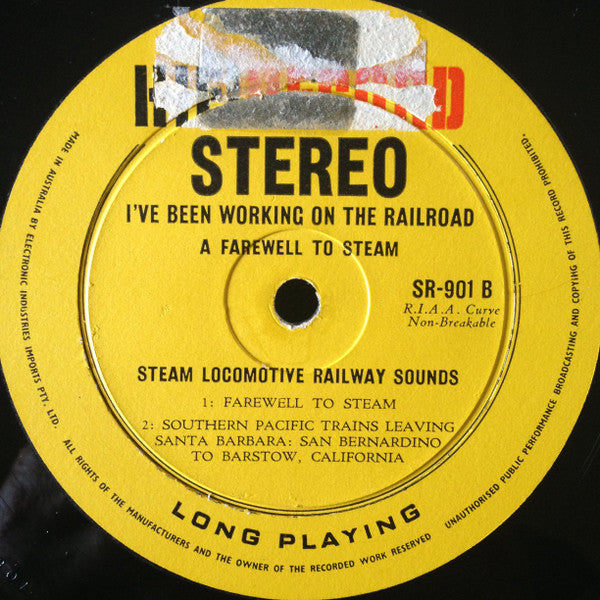 STEREO
I'VE BEEN WORKING ON THE RAILROAD
A FAREWELL TO STEAM
SR-901 B
R.I.A.A. Curve
Non-Breakable
STEAM LOCOMOTIVE RAILWAY SOUNDS
1: FAREWELL TO STEAM
2: SOUTHERN PACIFIC TRAINS LEAVING
SANTA BARBARA: SAN BERNARDINO
TO BARSTOW, CALIFORNIA
LONG PLAYING
MADE IN AUSTRALIA BY ELECTRONIC INDUSTRIES IMPORTS PTY. LTD. ALL RIGHTS OF THE MANUFACTURERS AND THE OWNER OF THE RECORDED WORK RESERVED UNAUTHORISED PUBLIC PERFORMANCE BROADCASTING AND COPYING OF THIS RECORD PROHIBITED.